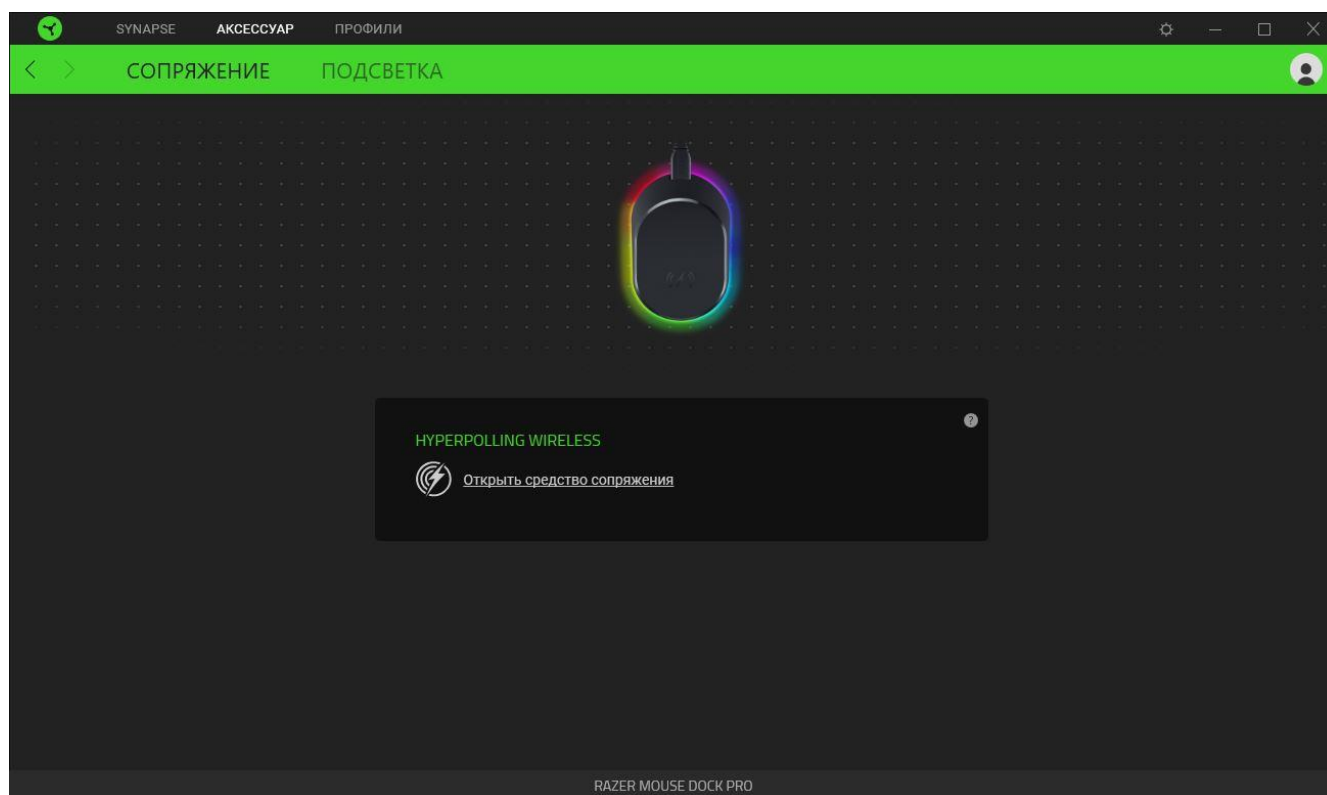 SYNAPSE АКСЕССУАР ПРОФИЛИ
СОПРЯЖЕНИЕ ПОДСВЕТКА
HYPERPOLLING WIRELESS
?
Открыть средство сопряжения
RAZER MOUSE DOCK PRO